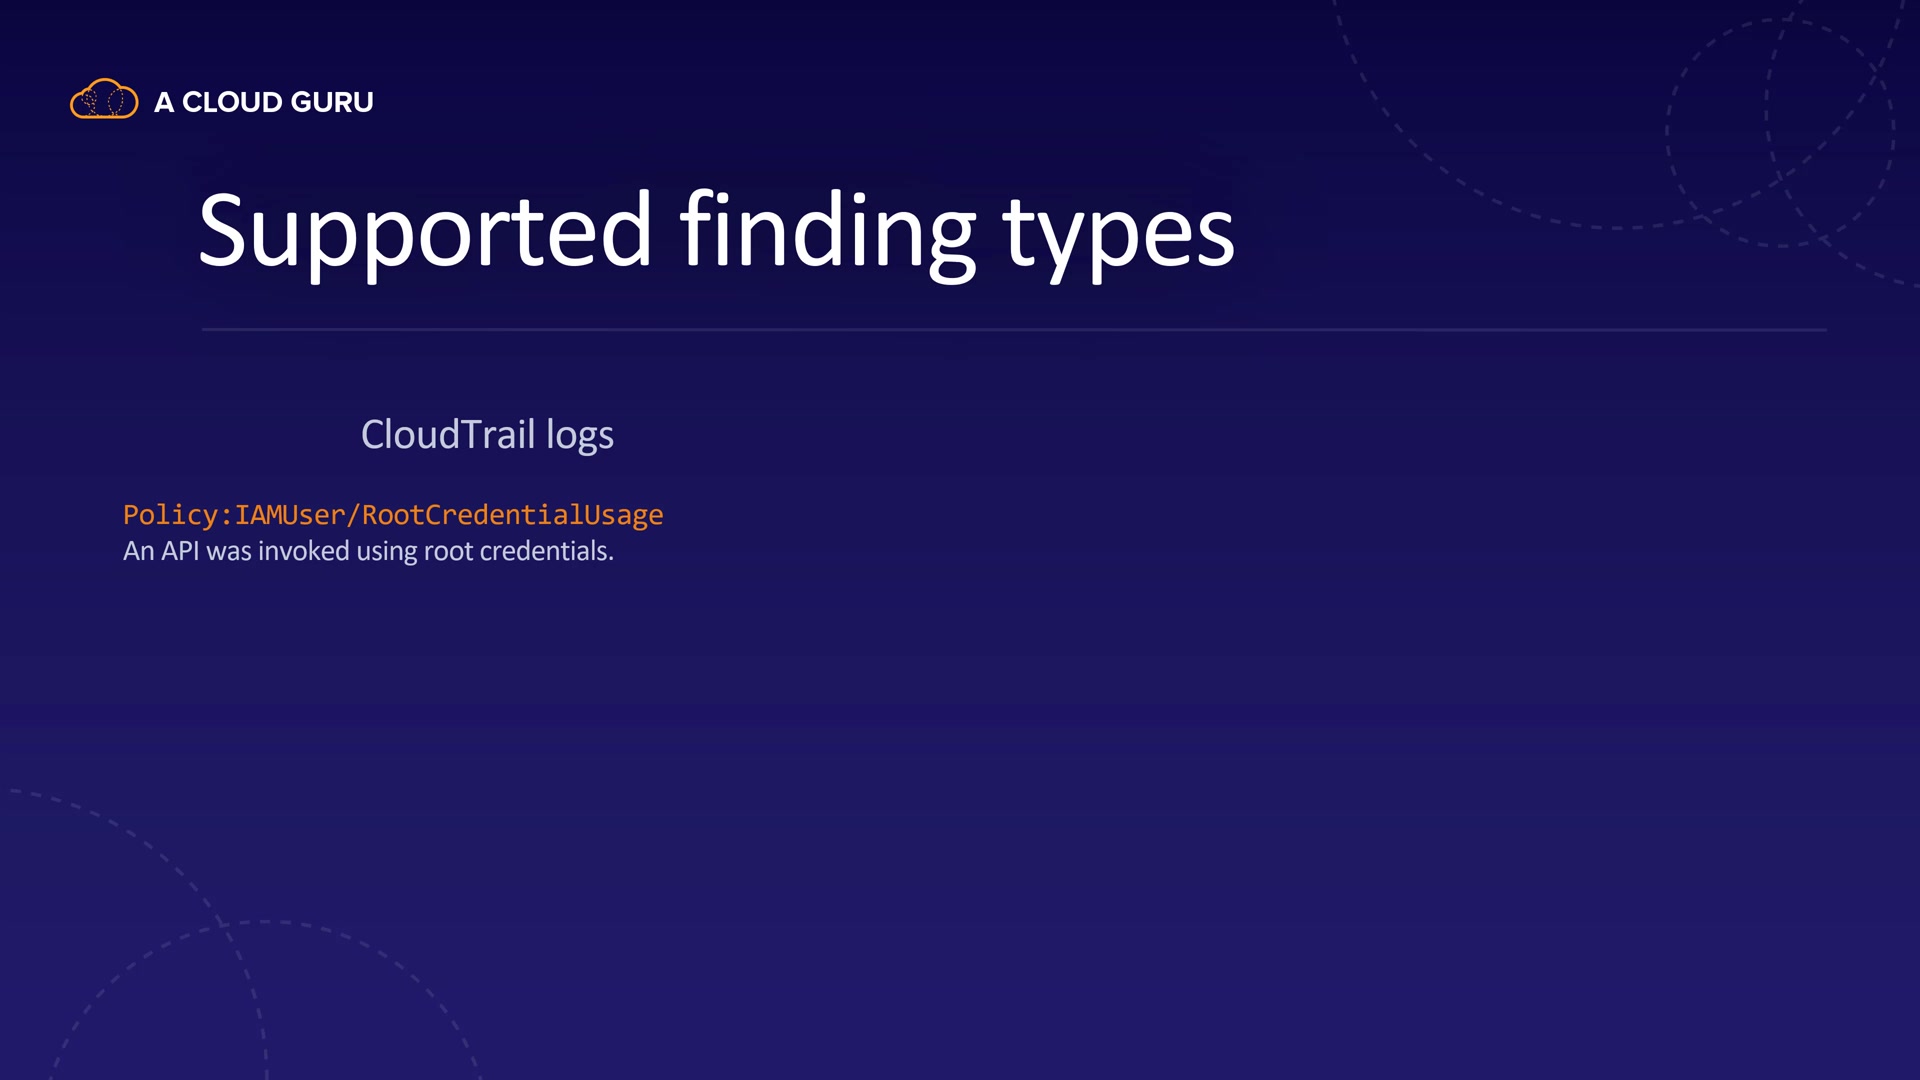 A CLOUD GURU
Supported finding types
CloudTrail logs
Policy:IAMUser/RootCredentialUsage
An API was invoked using root credentials.